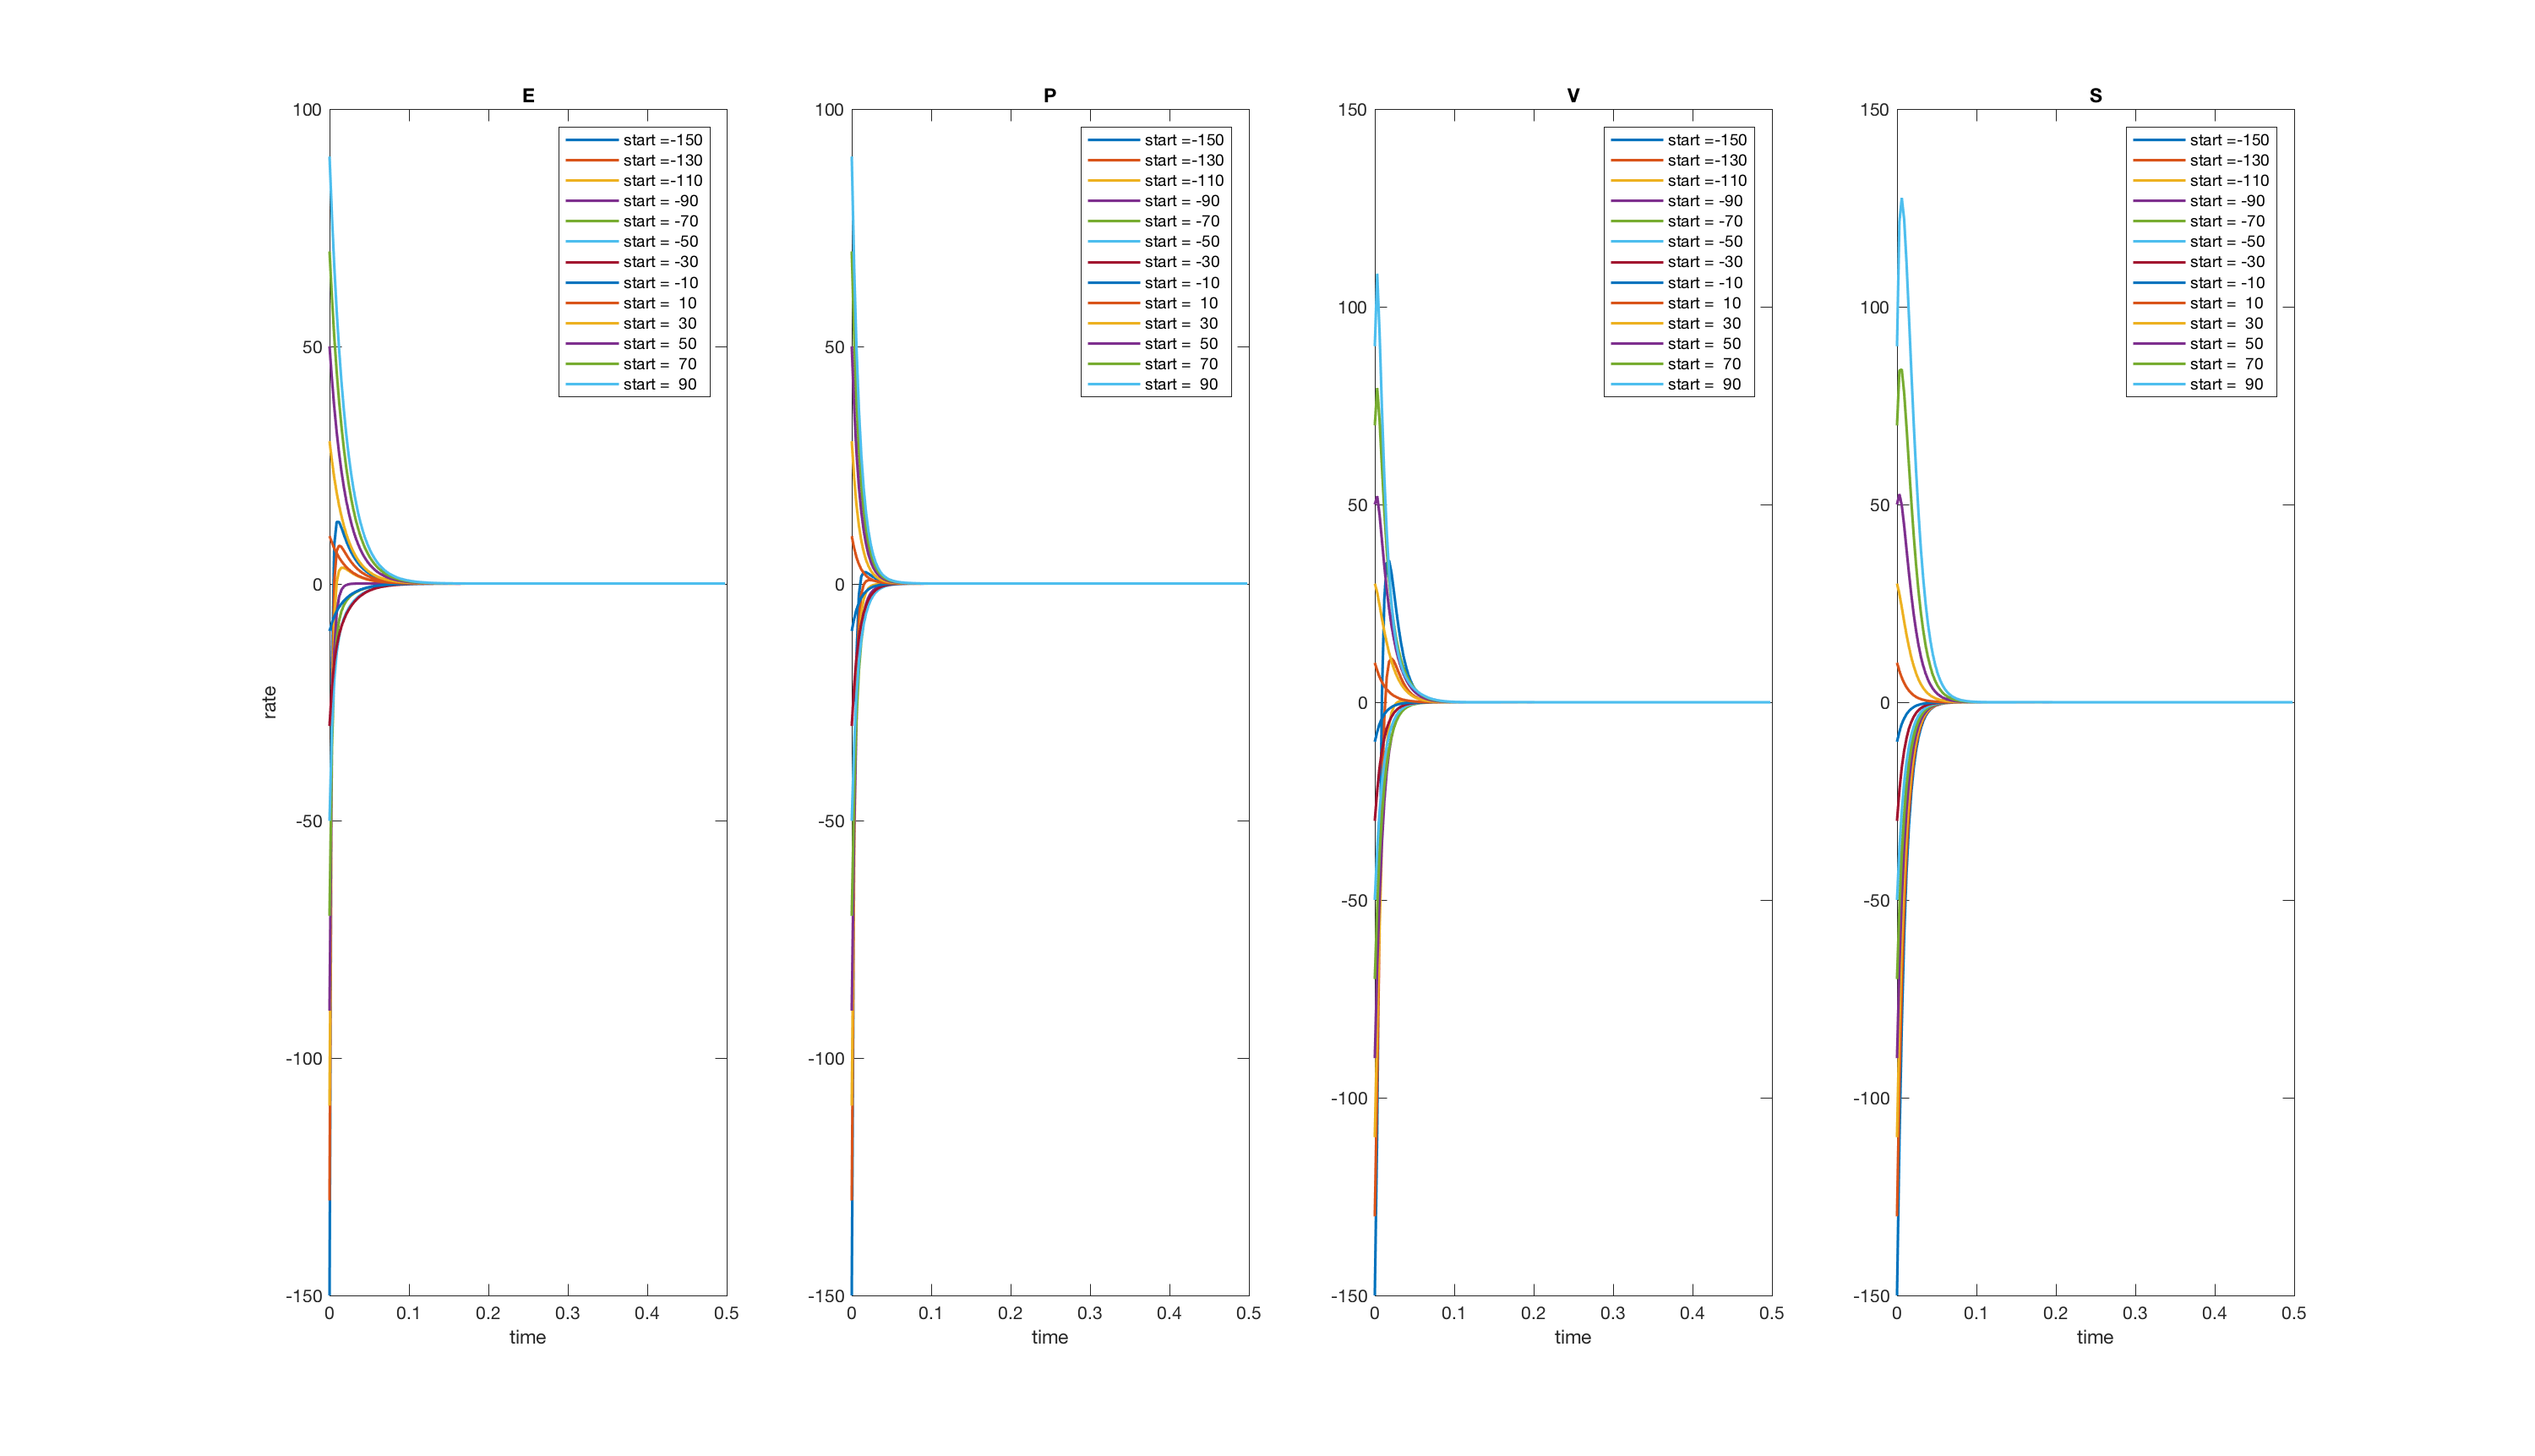 E
100
50
0
-50
-100
-150
rate
0 0.1 0.2 0.3 0.4 0.5
time
start =-150
start =-130
start =-110
start = -90
start = -70
start = -50
start = -30
start = -10
start = 10
start = 30
start = 50
start = 70
start = 90
P
100
50
0
-50
-100
-150
0 0.1 0.2 0.3 0.4 0.5
time
start =-150
start =-130
start =-110
start = -90
start = -70
start = -50
start = -30
start = -10
start = 10
start = 30
start = 50
start = 70
start = 90
V
150
100
50
0
-50
-100
-150
0 0.1 0.2 0.3 0.4 0.5
time
start =-150
start =-130
start =-110
start = -90
start = -70
start = -50
start = -30
start = -10
start = 10
start = 30
start = 50
start = 70
start = 90
S
150
100
50
0
-50
-100
-150
0 0.1 0.2 0.3 0.4 0.5
time
start =-150
start =-130
start =-110
start = -90
start = -70
start = -50
start = -30
start = -10
start = 10
start = 30
start = 50
start = 70
start = 90